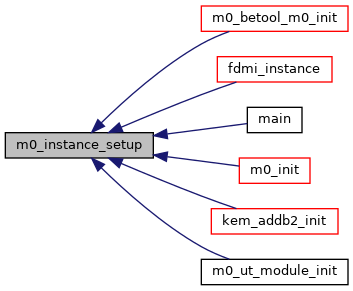 m0_betool_m0_init
fdmi_instance
main
m0_instance_setup
m0_init
kem_addb2_init
m0_ut_module_init